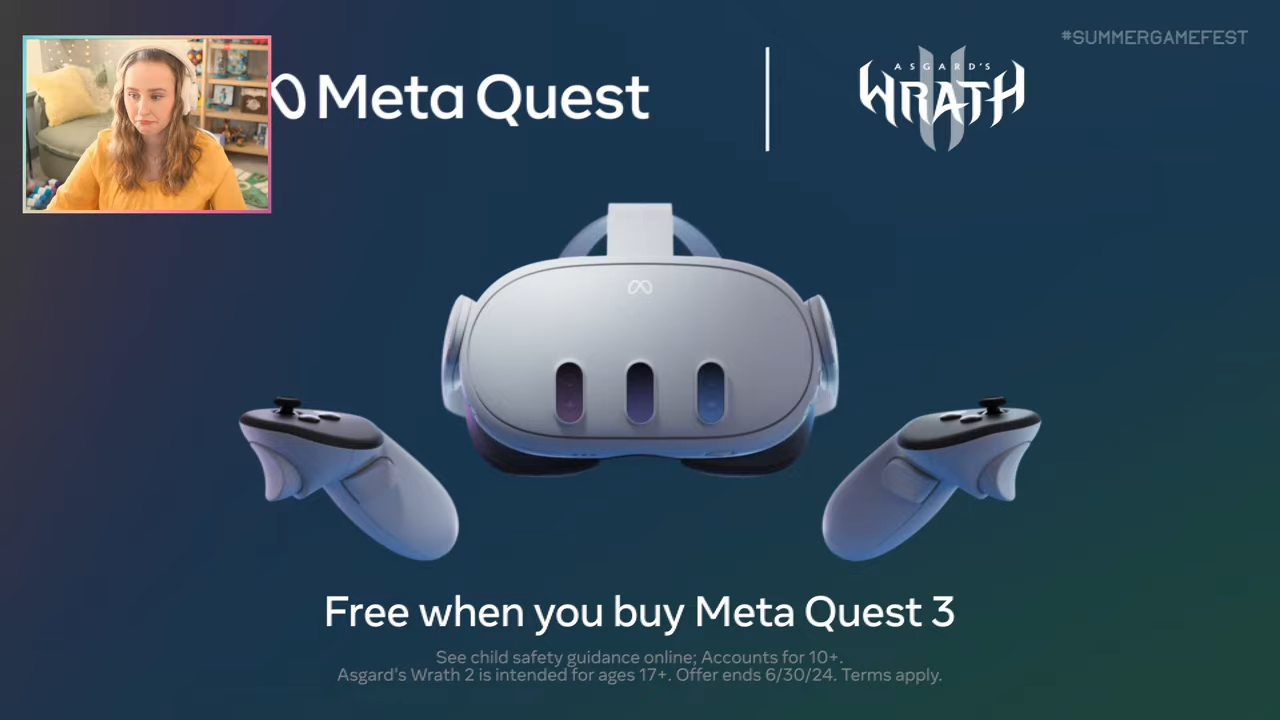 #SUMMERGAMEFEST
Meta Quest
ASGARD'S
WRATH II
Free when you buy Meta Quest 3
See child safety guidance online; Accounts for 10+.
Asgard's Wrath 2 is intended for ages 17+. Offer ends 6/30/24. Terms apply.